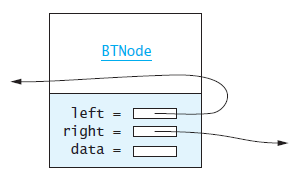 BTNode
left =
right =
data =